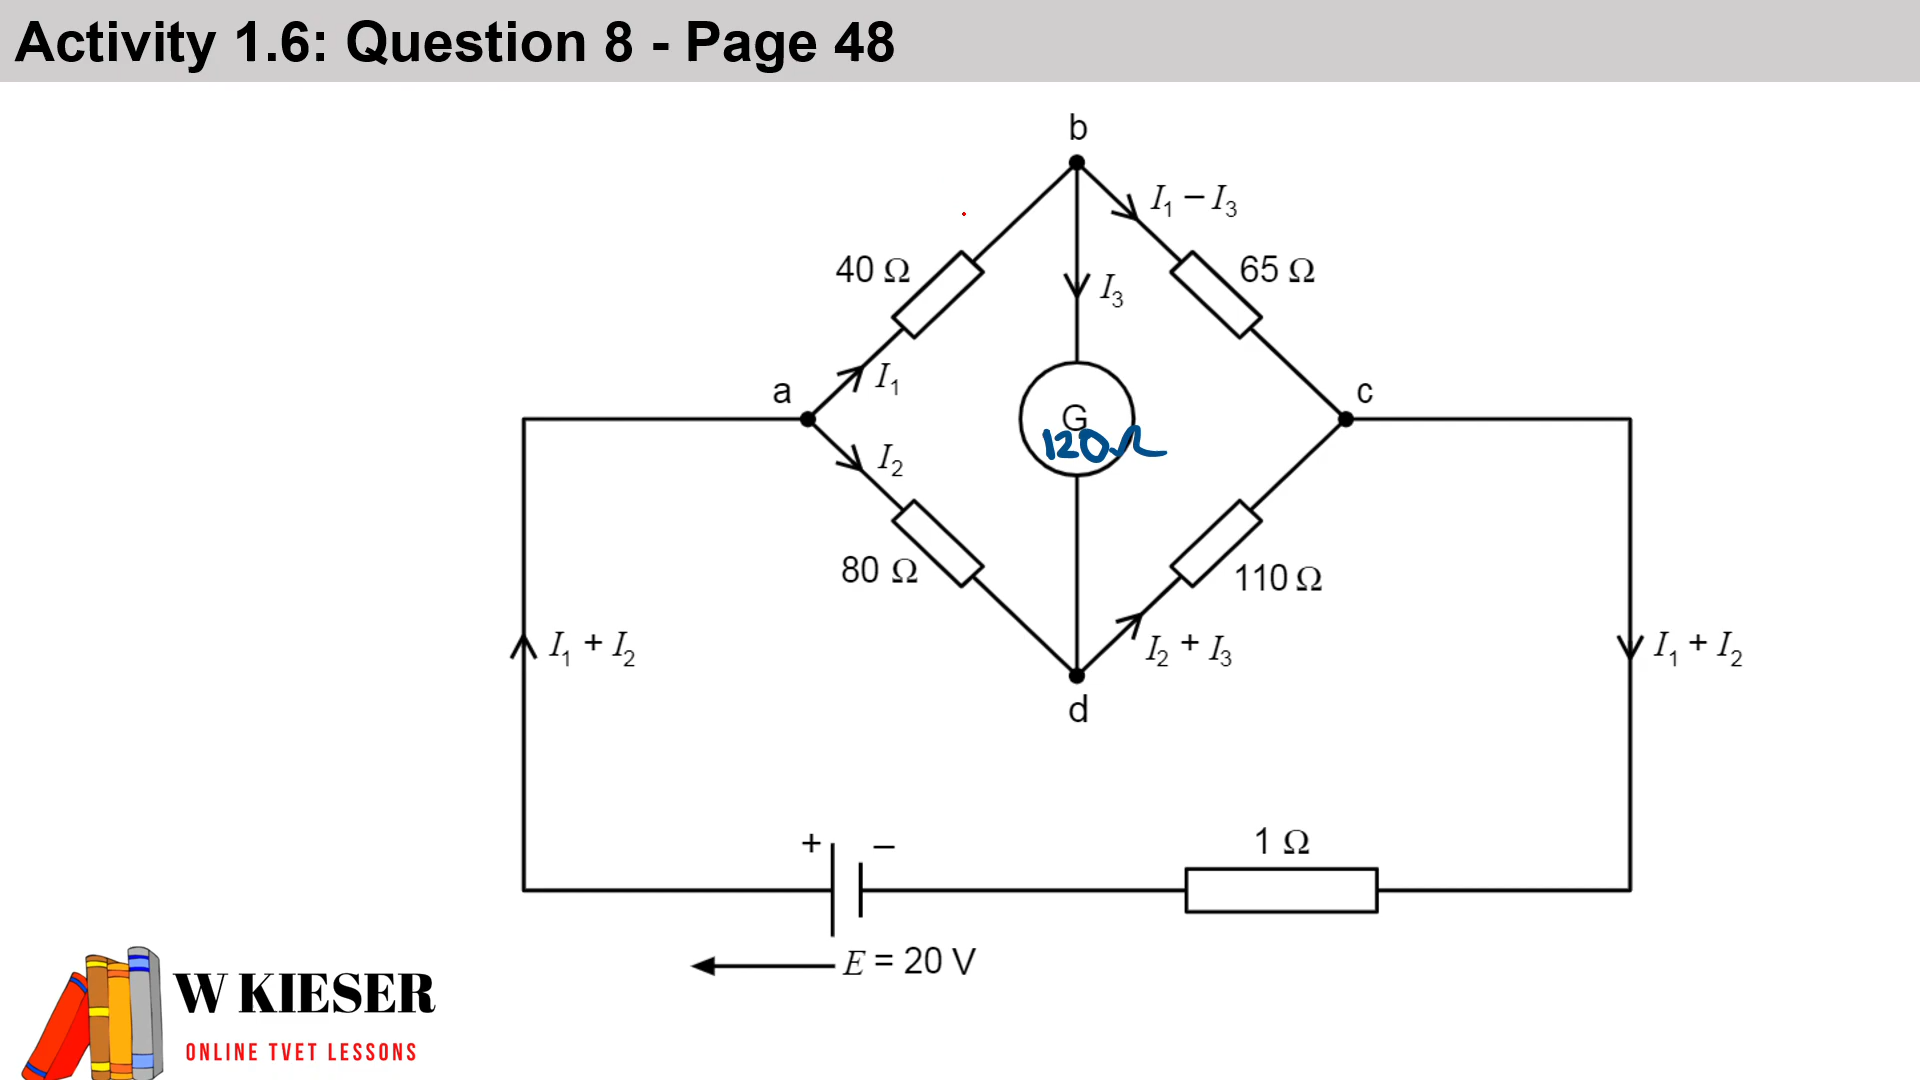 Activity 1.6: Question 8 - Page 48
b
I₁ − I₃
40 Ω
65 Ω
I₃
a
I₁
c
G
120Ω
I₂
80 Ω
110 Ω
I₁ + I₂
I₂ + I₃
I₁ + I₂
d
+
−
1 Ω
E = 20 V
W KIESER
ONLINE TVET LESSONS